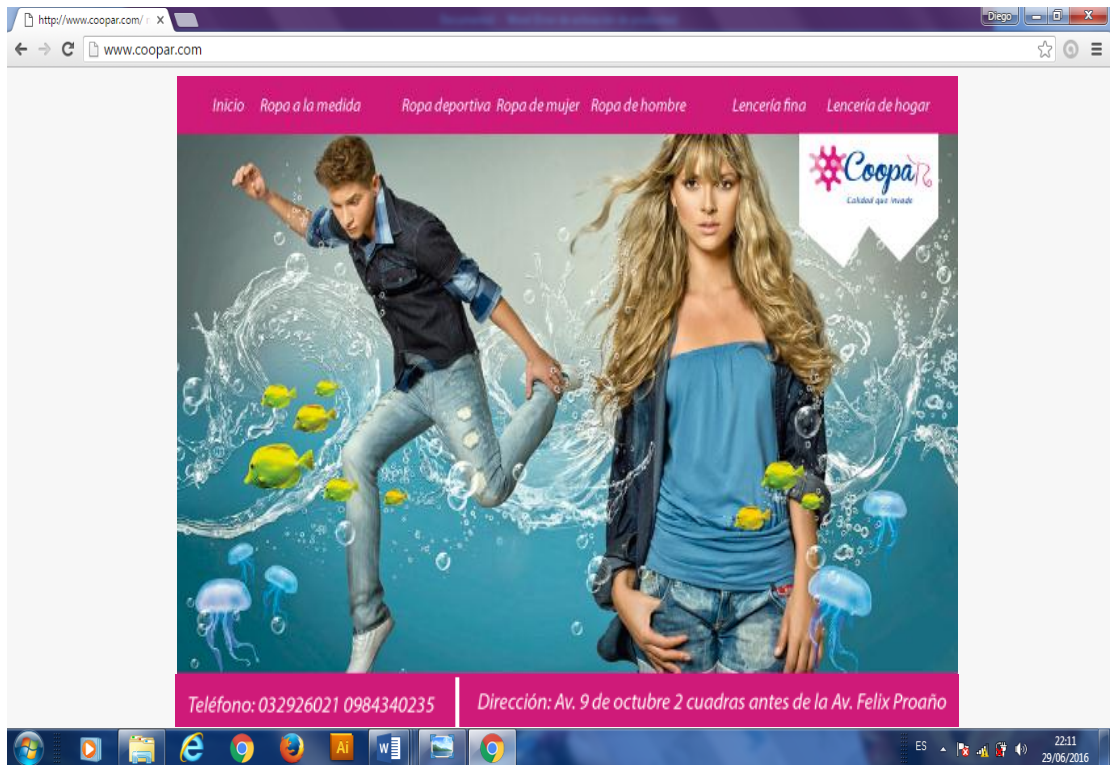 http://www.coopar.com/
Diego
www.coopar.com
Inicio Ropa a la medida Ropa deportiva Ropa de mujer Ropa de hombre Lencería fina Lencería de hogar
Coopar
Calidad que invade
Teléfono: 032926021 0984340235
Dirección: Av. 9 de octubre 2 cuadras antes de la Av. Felix Proaño
Ai
W
ES
22:11
29/06/2016